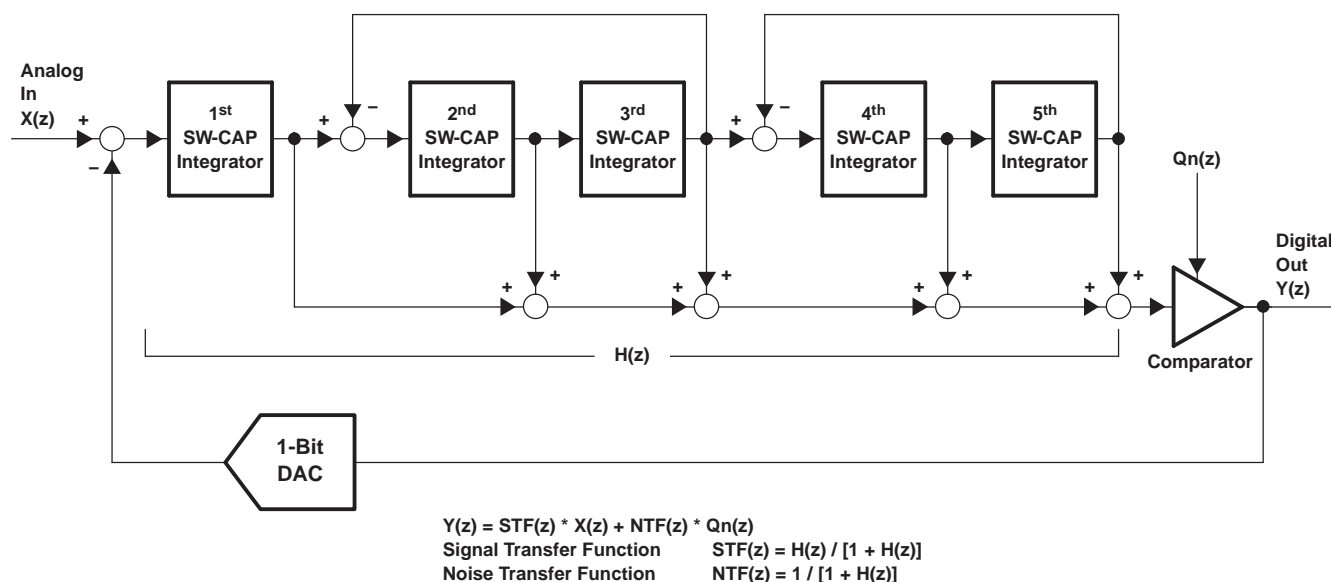 Analog
In
X(z)
+
−
1st
SW-CAP
Integrator
+
−
2nd
SW-CAP
Integrator
3rd
SW-CAP
Integrator
+
−
4th
SW-CAP
Integrator
5th
SW-CAP
Integrator
Qn(z)
Digital
Out
Y(z)
+
+
+
+
+
+
+
+
H(z)
Comparator
1-Bit
DAC
Y(z) = STF(z) * X(z) + NTF(z) * Qn(z)
Signal Transfer Function STF(z) = H(z) / [1 + H(z)]
Noise Transfer Function NTF(z) = 1 / [1 + H(z)]